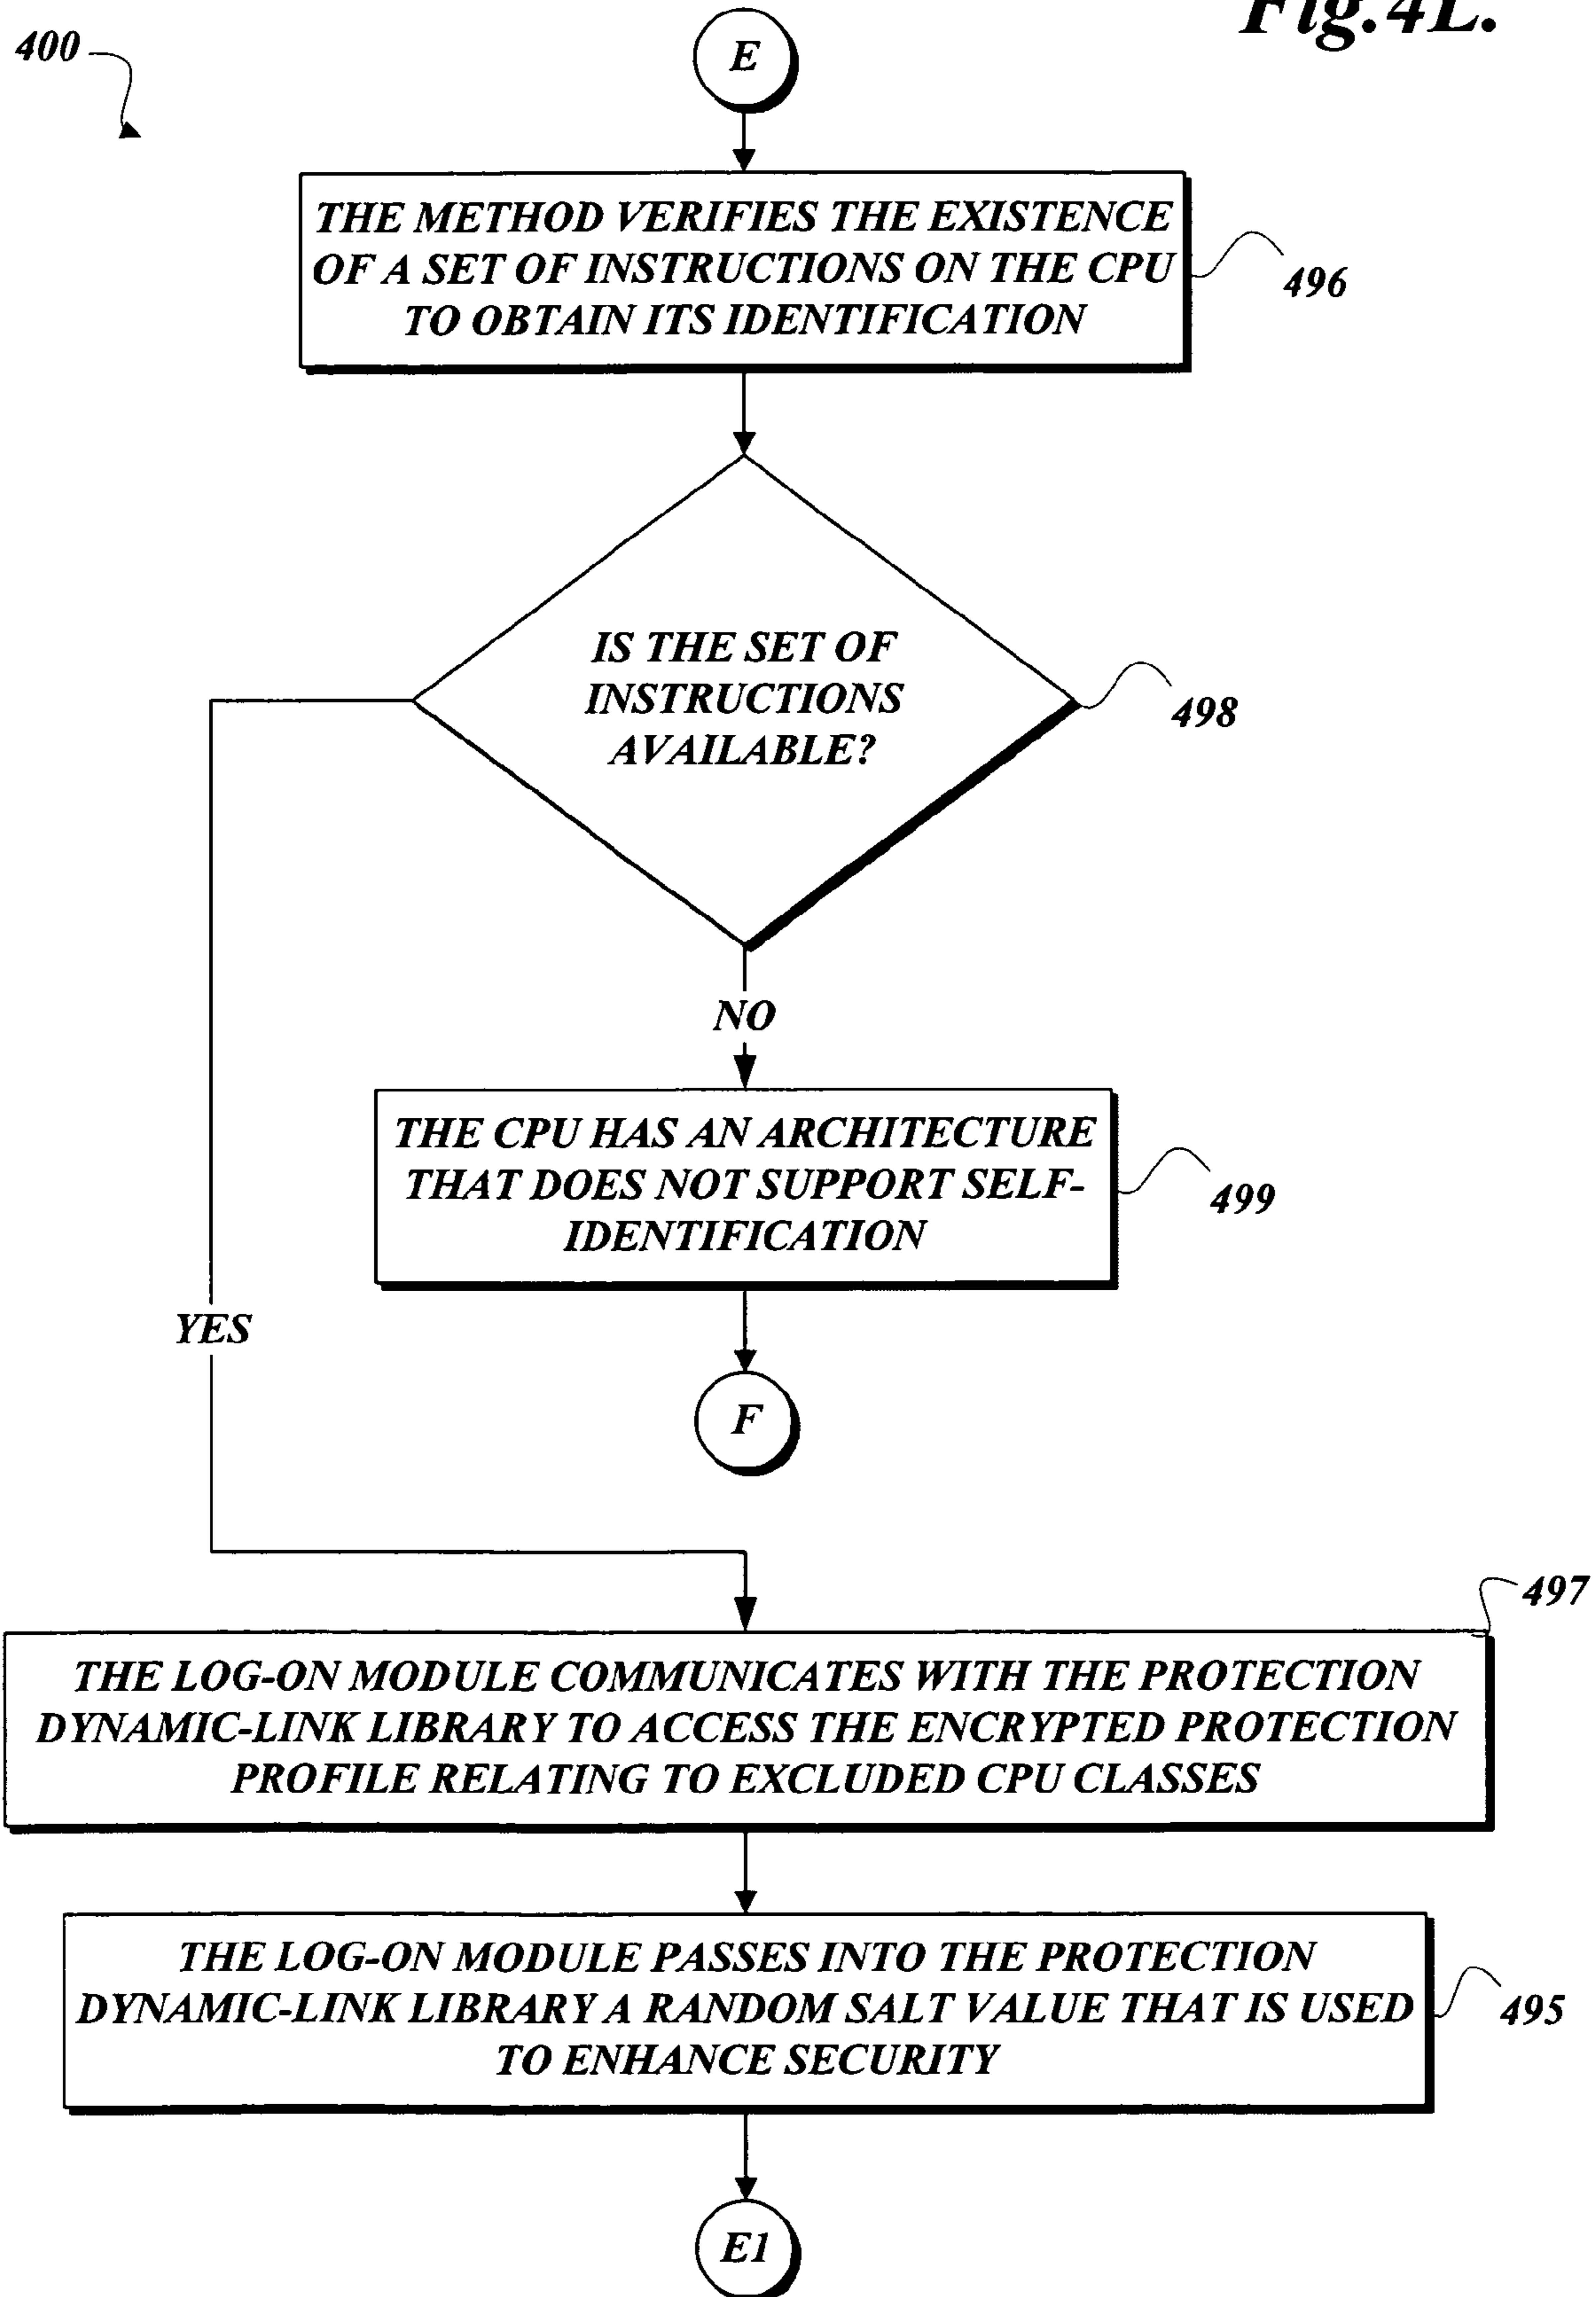 Fig.4L.
400
E
THE METHOD VERIFIES THE EXISTENCE
OF A SET OF INSTRUCTIONS ON THE CPU
TO OBTAIN ITS IDENTIFICATION
496
IS THE SET OF
INSTRUCTIONS
AVAILABLE?
498
NO
THE CPU HAS AN ARCHITECTURE
THAT DOES NOT SUPPORT SELF-
IDENTIFICATION
499
YES
F
497
THE LOG-ON MODULE COMMUNICATES WITH THE PROTECTION
DYNAMIC-LINK LIBRARY TO ACCESS THE ENCRYPTED PROTECTION
PROFILE RELATING TO EXCLUDED CPU CLASSES
THE LOG-ON MODULE PASSES INTO THE PROTECTION
DYNAMIC-LINK LIBRARY A RANDOM SALT VALUE THAT IS USED
TO ENHANCE SECURITY
495
E1